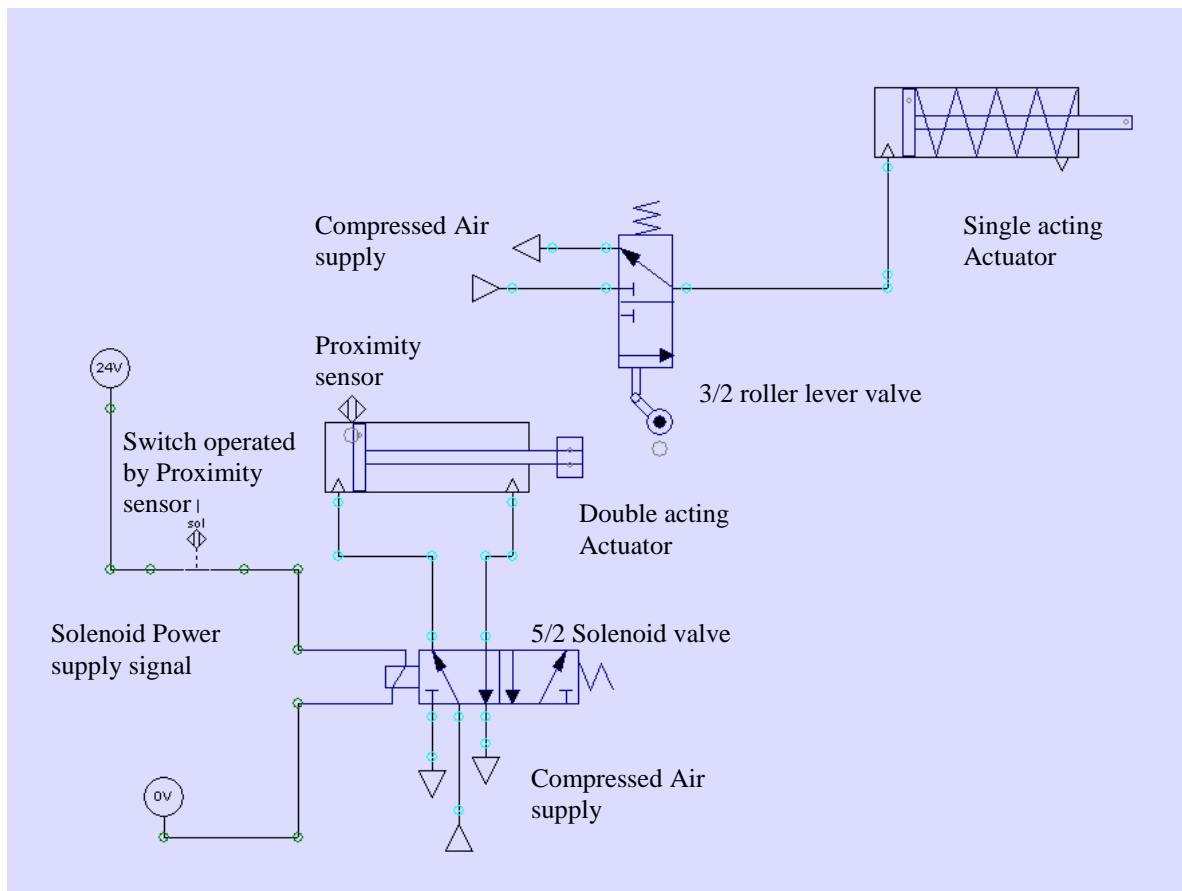 Compressed Air
supply
Single acting
Actuator
Proximity
sensor
24V
3/2 roller lever valve
Switch operated
by Proximity
sensor
sol
Double acting
Actuator
Solenoid Power
supply signal
5/2 Solenoid valve
Compressed Air
supply
0V